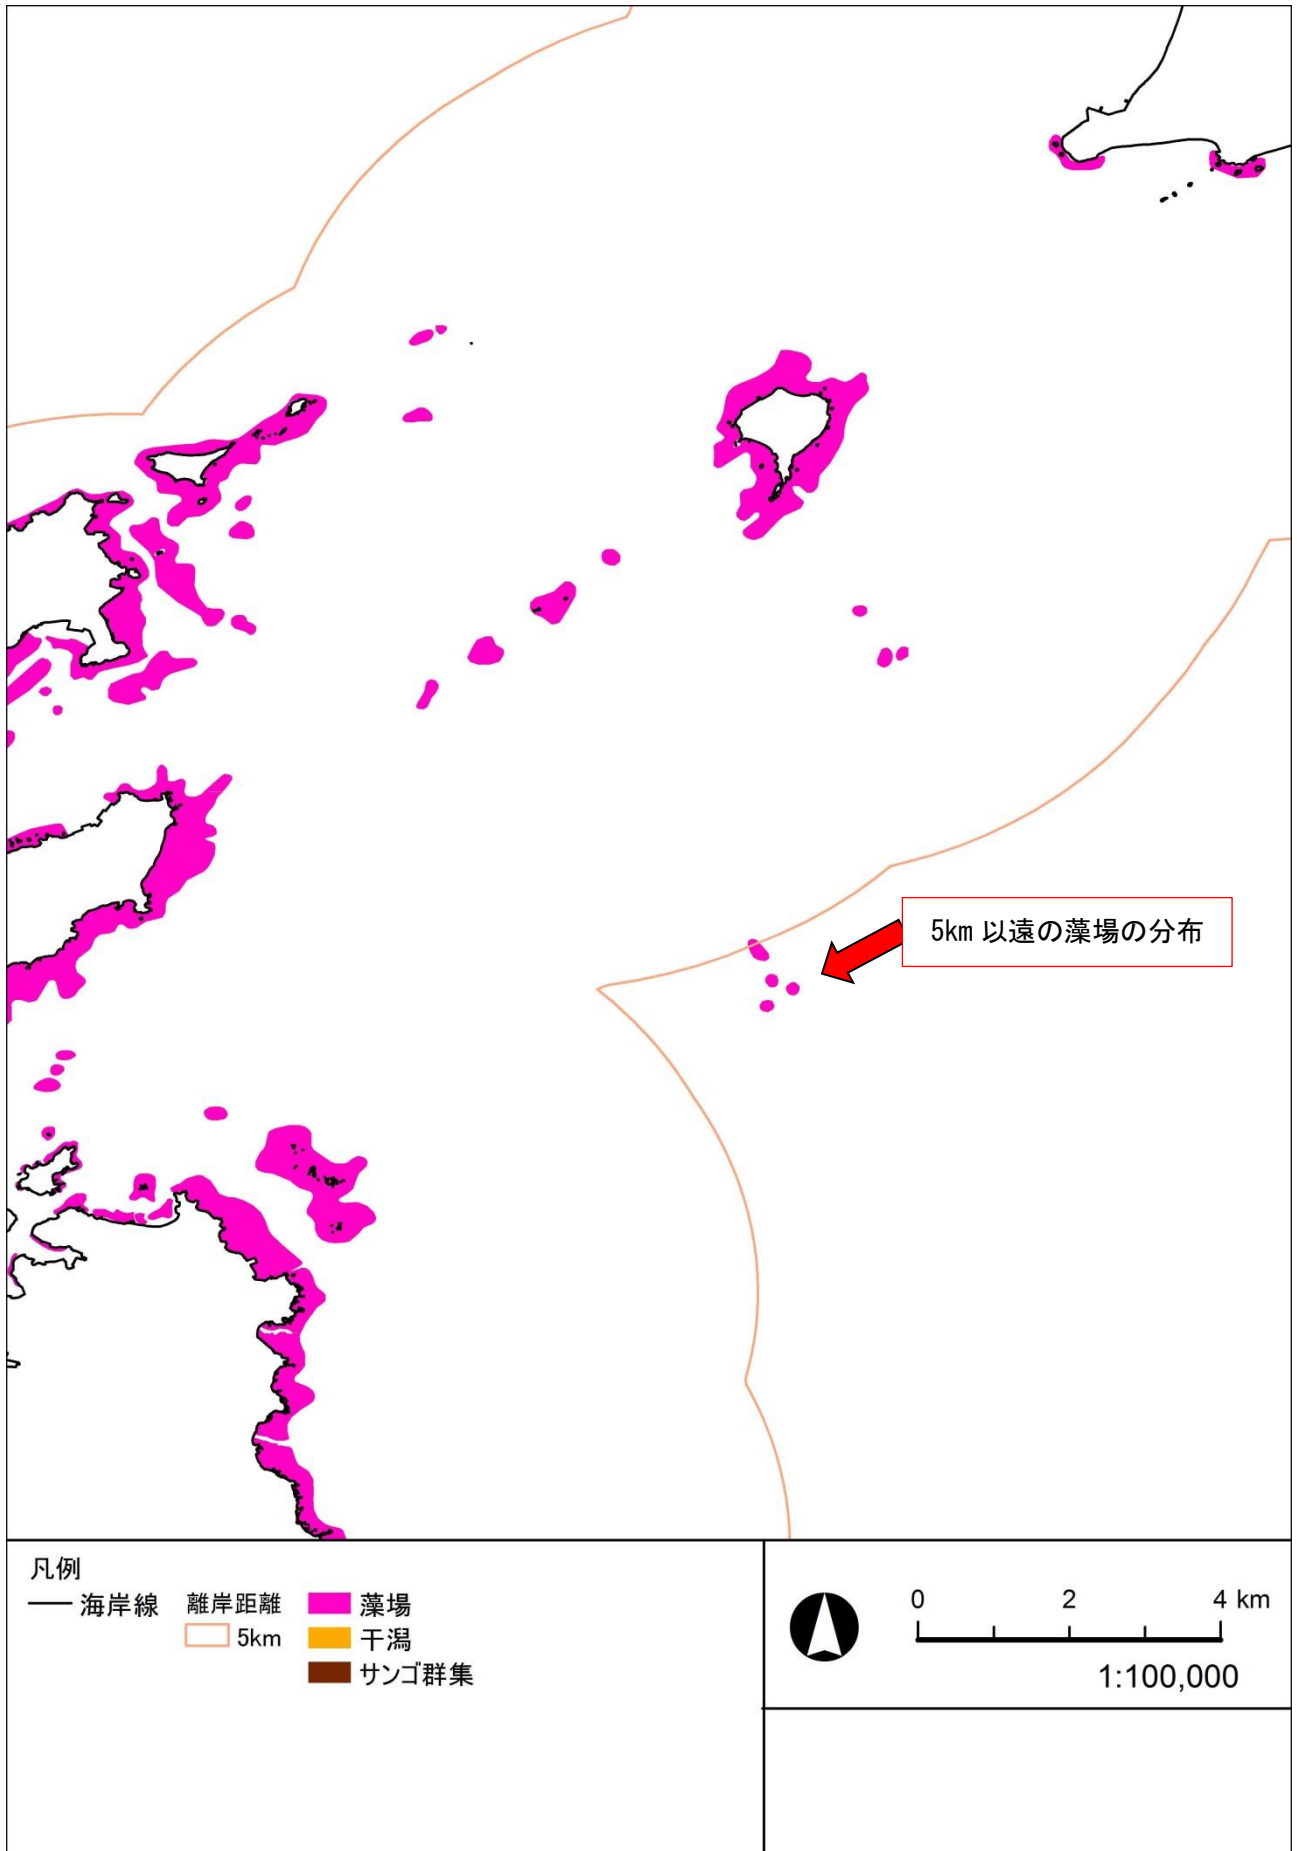 5km 以遠の藻場の分布
凡例
海岸線
離岸距離
5km
藻場
干潟
サンゴ群集
0 2 4 km
1:100,000